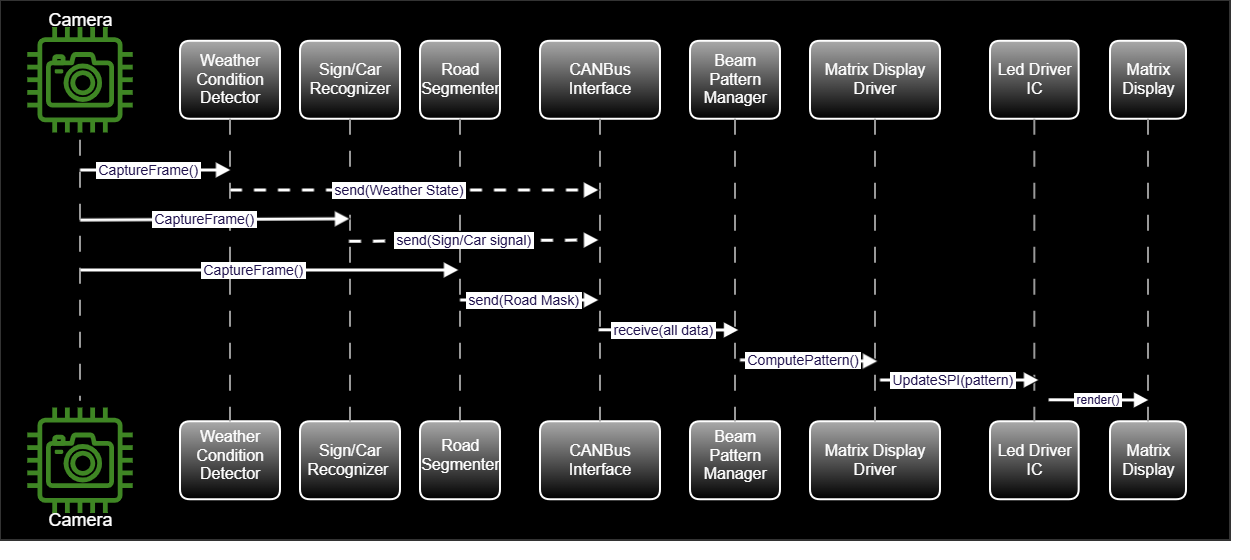 Camera
Weather
Condition
Detector
Sign/Car
Recognizer
Road
Segmenter
CANBus
Interface
Beam
Pattern
Manager
Matrix Display
Driver
Led Driver
IC
Matrix
Display
CaptureFrame()
send(Weather State)
CaptureFrame()
send(Sign/Car signal)
CaptureFrame()
send(Road Mask)
receive(all data)
ComputePattern()
UpdateSPI(pattern)
render()
Weather
Condition
Detector
Sign/Car
Recognizer
Road
Segmenter
CANBus
Interface
Beam
Pattern
Manager
Matrix Display
Driver
Led Driver
IC
Matrix
Display
Camera